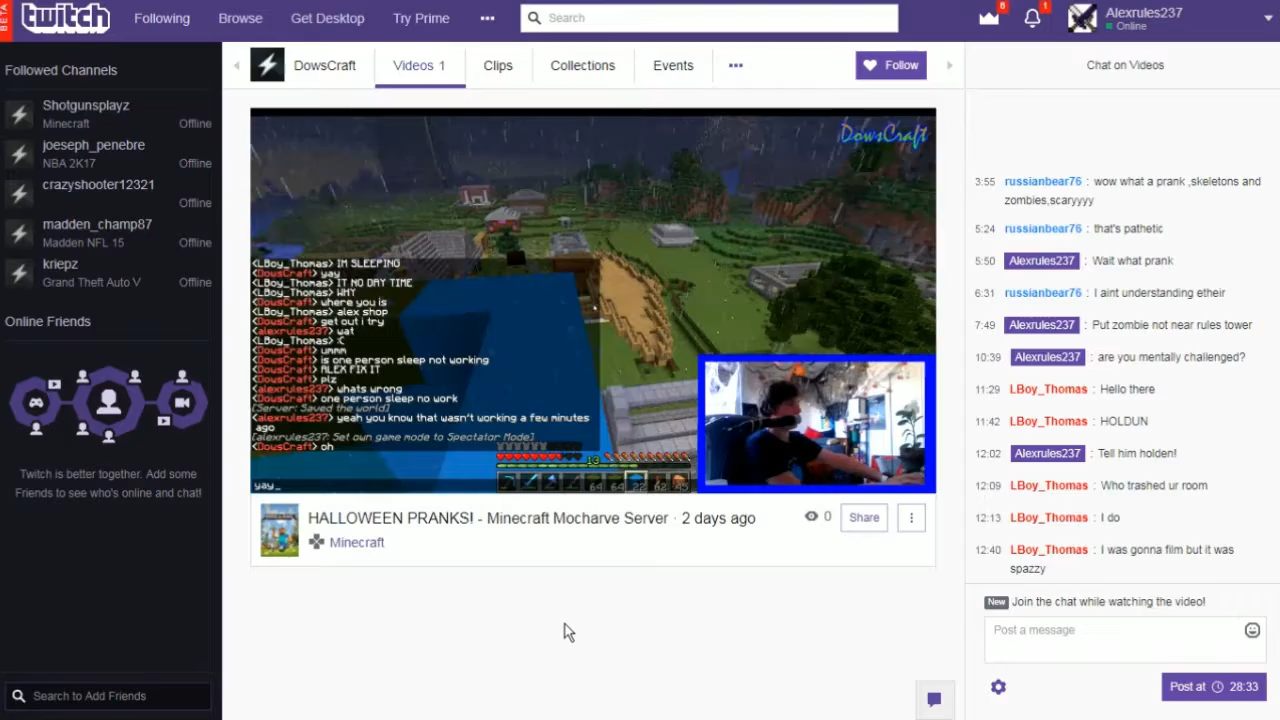 BETA
twitch
Following
Browse
Get Desktop
Try Prime
Search
6
1
Alexrules237
Online
Followed Channels
Shotgunsplayz
Minecraft
Offline
joeseph_penebre
NBA 2K17
Offline
crazyshooter12321
Offline
madden_champ87
Madden NFL 15
Offline
kriepz
Grand Theft Auto V
Offline
Online Friends
Twitch is better together. Add some
Friends to see who's online and chat!
Search to Add Friends
DowsCraft
Videos 1
Clips
Collections
Events
Follow
DowsCraft
<LBoy_Thomas> IM SLEEPING
<DowsCraft> yay
<LBoy_Thomas> IT NO DAY TIME
<LBoy_Thomas> WHY
<DowsCraft> where you is
<LBoy_Thomas> alex shop
<DowsCraft> get out i try
<alexrules237> wat
<LBoy_Thomas> :C
<DowsCraft> ummm
<DowsCraft> is one person sleep not working
<DowsCraft> ALEX FIX IT
<DowsCraft> plz
<alexrules237> whats wrong
<DowsCraft> one person sleep no work
[Server: Saved the world]
<alexrules237> yeah you know that wasn't working a few minutes
ago
[alexrules237: Set own game mode to Spectator Mode]
<DowsCraft> oh
13
64 64 22 62 45
yay_
HALLOWEEN PRANKS! - Minecraft Mocharve Server · 2 days ago
Minecraft
0
Share
Chat on Videos
3:55 russianbear76 : wow what a prank ,skeletons and
zombies,scaryyyy
5:24 russianbear76 : that's pathetic
5:50 Alexrules237 : Wait what prank
6:31 russianbear76 : I aint understanding etheir
7:49 Alexrules237 : Put zombie not near rules tower
10:39 Alexrules237 : are you mentally challenged?
11:29 LBoy_Thomas : Hello there
11:42 LBoy_Thomas : HOLDUN
12:02 Alexrules237 : Tell him holden!
12:09 LBoy_Thomas : Who trashed ur room
12:13 LBoy_Thomas : I do
12:40 LBoy_Thomas : I was gonna film but it was
spazzy
New Join the chat while watching the video!
Post a message
Post at 28:33